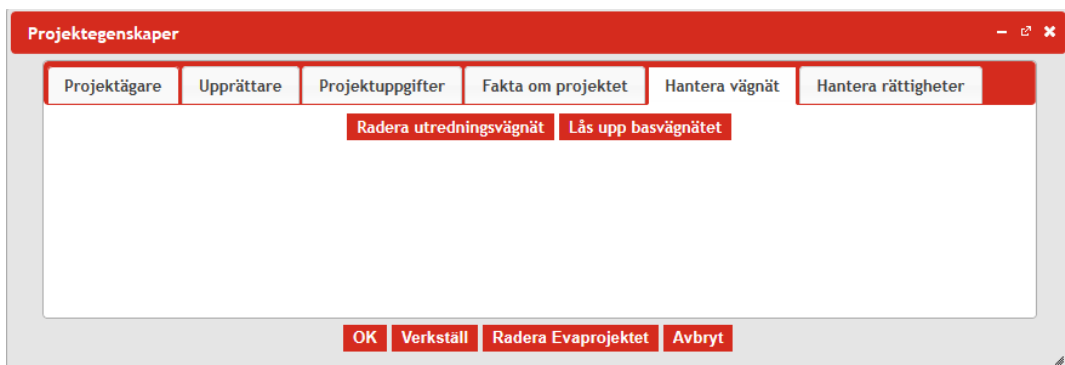 Projektegenskaper
Projektägare Upprättare Projektuppgifter Fakta om projektet Hantera vägnät Hantera rättigheter
Radera utredningsvägnät Lås upp basvägnätet
OK Verkställ Radera Evaprojektet Avbryt